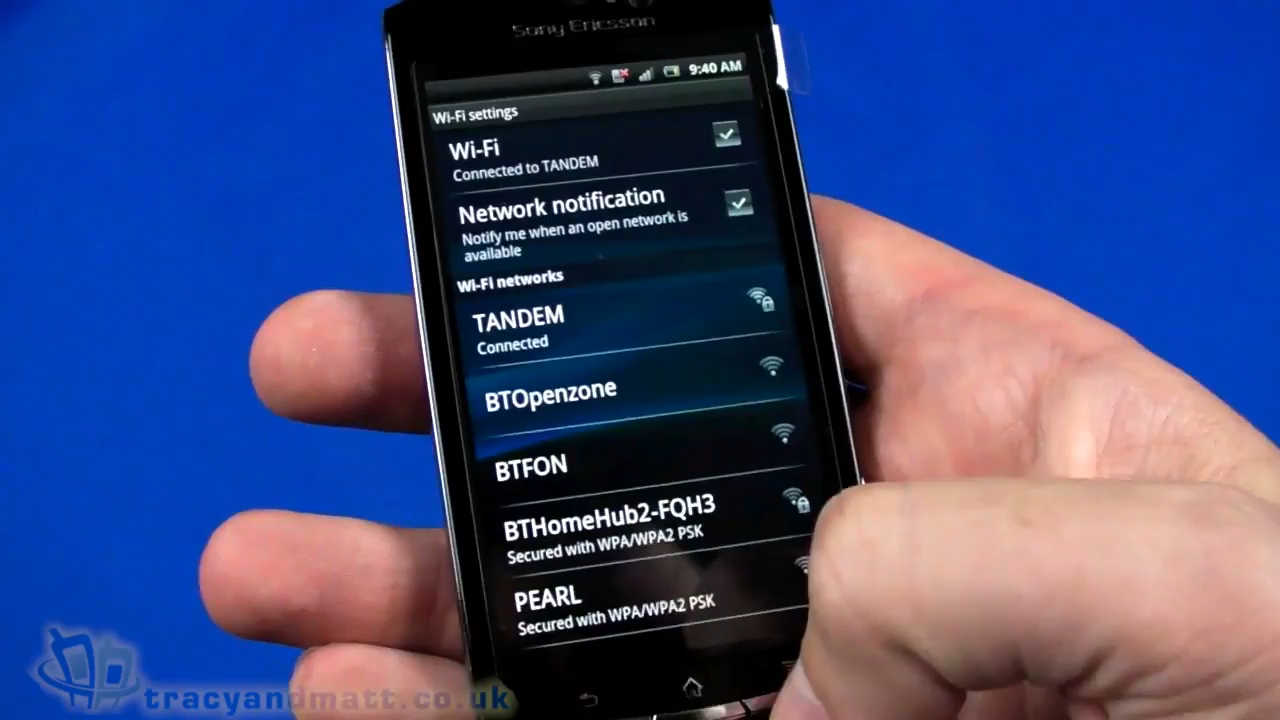 Sony Ericsson
9:40 AM
Wi-Fi settings
Wi-Fi
Connected to TANDEM
Network notification
Notify me when an open network is
available
Wi-Fi networks
TANDEM
Connected
BTOpenzone
BTFON
BTHomeHub2-FQH3
Secured with WPA/WPA2 PSK
PEARL
Secured with WPA/WPA2 PSK
tracyandmatt.co.uk